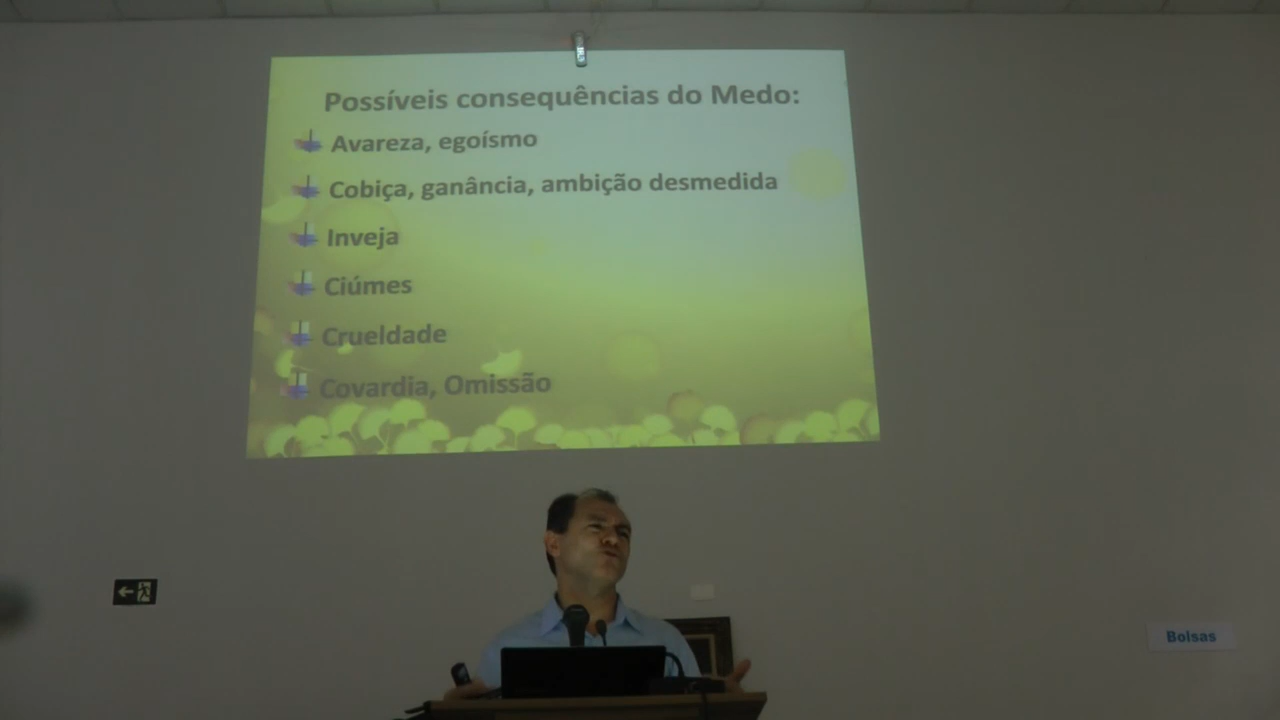 Possíveis consequências do Medo:
Avareza, egoísmo
Cobiça, ganância, ambição desmedida
Inveja
Ciúmes
Crueldade
Covardia, Omissão
Bolsas